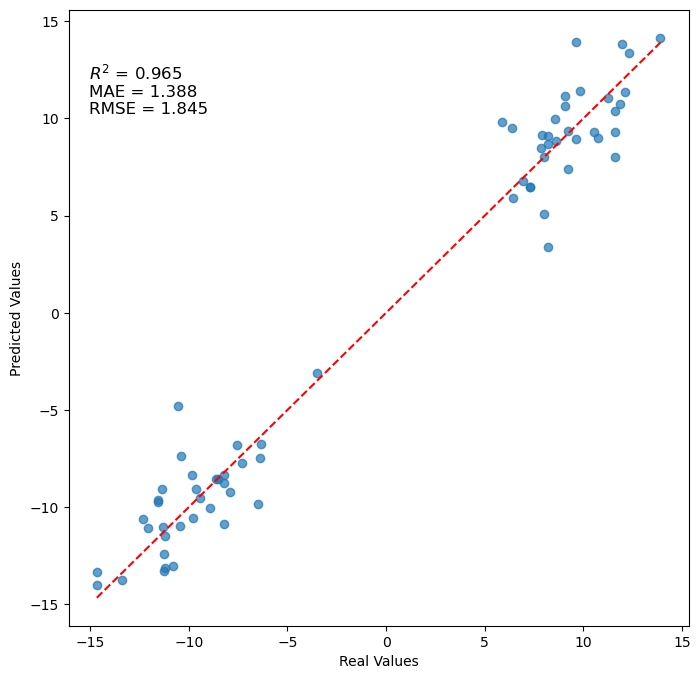 15
10
5
0
−5
−10
−15
R² = 0.965
MAE = 1.388
RMSE = 1.845
Predicted Values
−15 −10 −5 0 5 10 15
Real Values